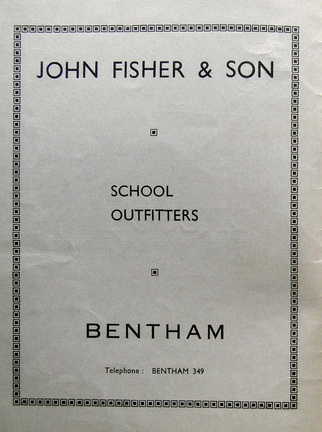 JOHN FISHER & SON
SCHOOL
OUTFITTERS
BENTHAM
Telephone : BENTHAM 349